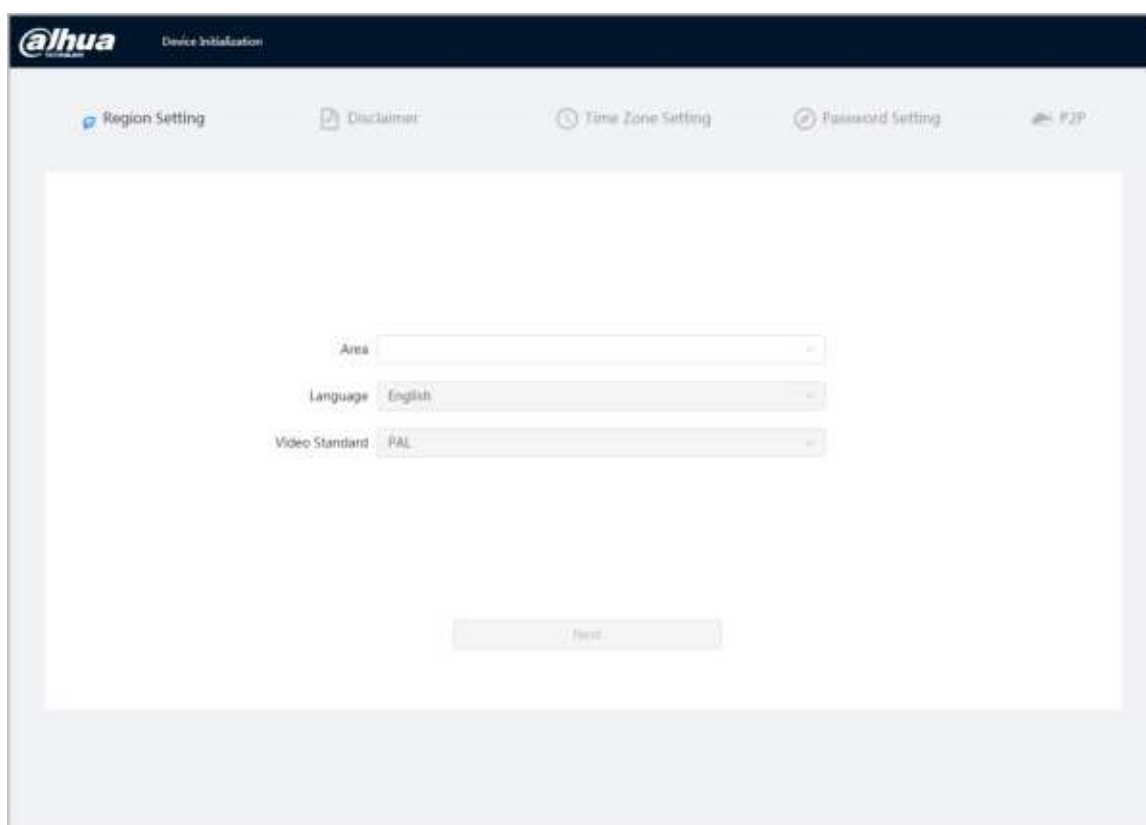 alhua
TECHNOLOGY
Device Initialization
Region Setting
Disclaimer
Time Zone Setting
Password Setting
P2P
Area
Language English
Video Standard PAL
Next